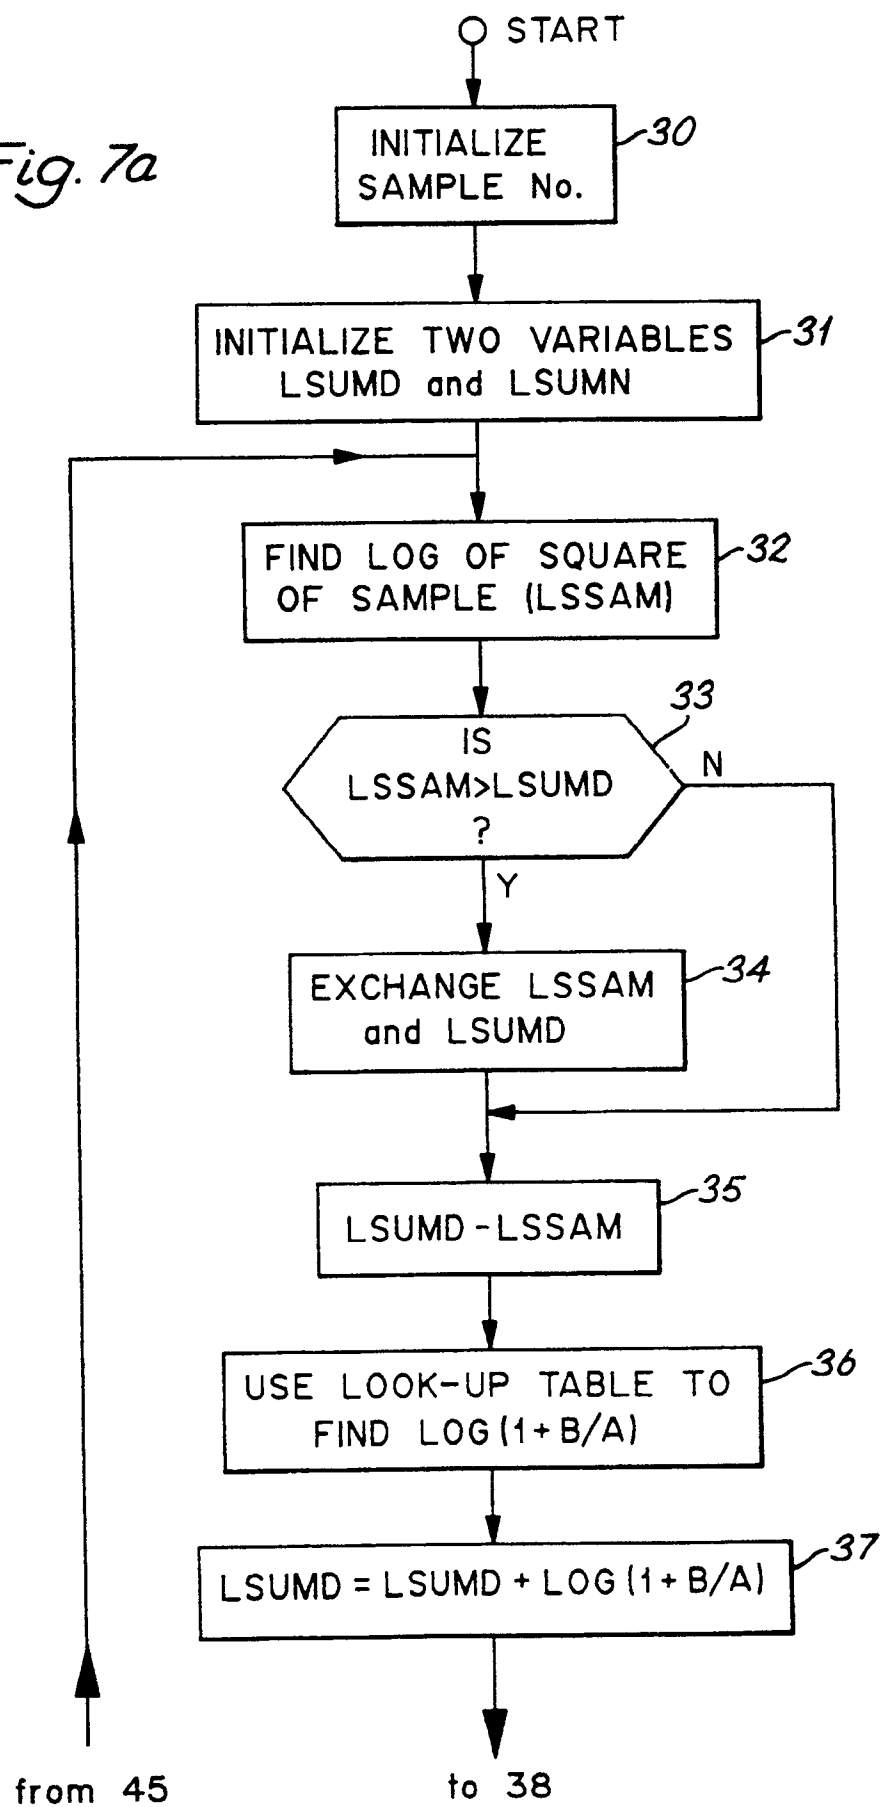 START
Fig. 7a
30
INITIALIZE
SAMPLE No.
31
INITIALIZE TWO VARIABLES
LSUMD and LSUMN
32
FIND LOG OF SQUARE
OF SAMPLE (LSSAM)
33
IS
LSSAM>LSUMD
?
N
Y
34
EXCHANGE LSSAM
and LSUMD
35
LSUMD-LSSAM
36
USE LOOK-UP TABLE TO
FIND LOG(1+B/A)
37
LSUMD = LSUMD + LOG(1+B/A)
from 45
to 38